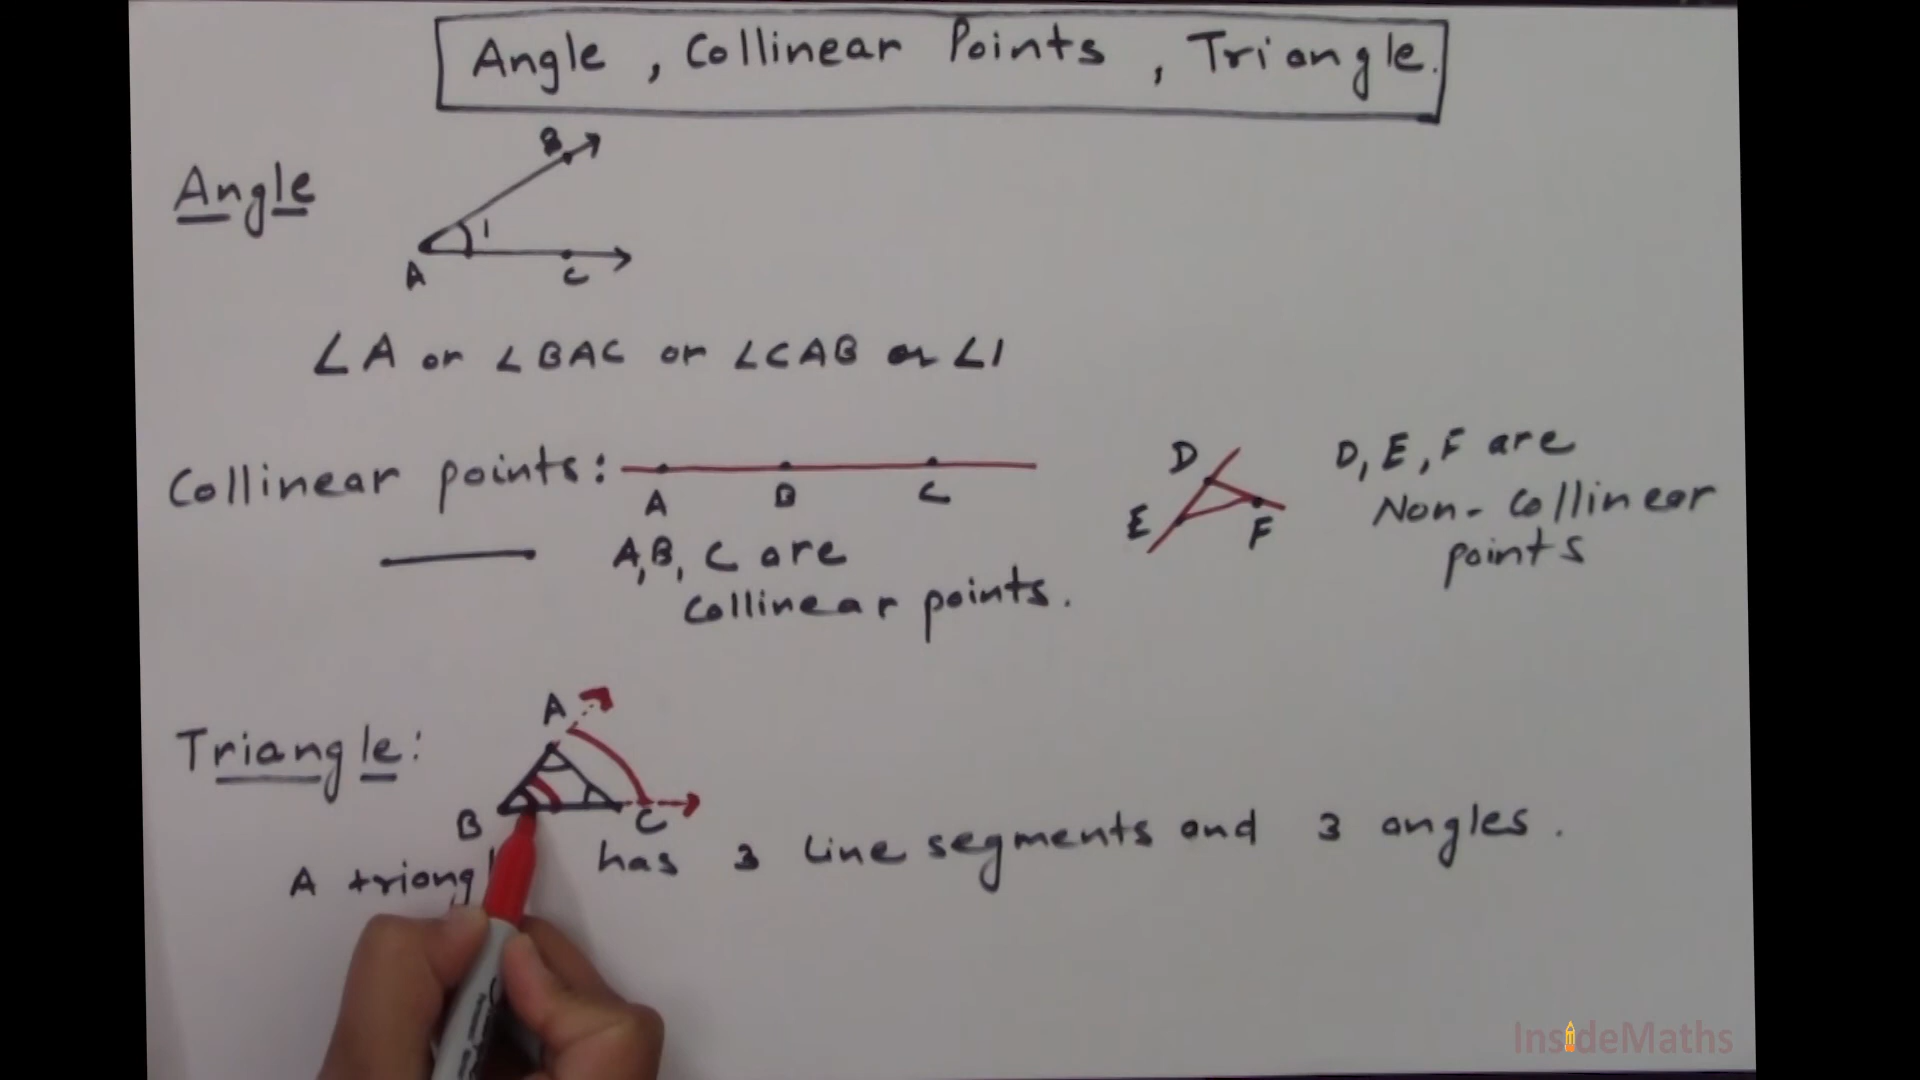 Angle, Collinear Points, Triangle.
Angle
B
1
A
C
∠A or ∠BAC or ∠CAB or ∠1
Collinear points:
A B C
A, B, C are
collinear points.
D
E
F
D, E, F are
Non-collinear
points
Triangle:
A
B
C
A triang has 3 line segments and 3 angles.
InsideMaths